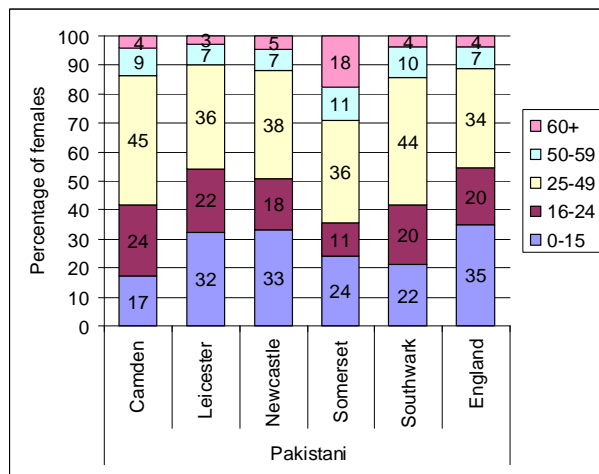 Percentage of females
100
90
80
70
60
50
40
30
20
10
0
4 3 5 18 4 4
9 7 7 11 10 7
45 36 38 36 44 34
24 22 18 11 20 20
17 32 33 24 22 35
60+
50-59
25-49
16-24
0-15
Camden
Leicester
Newcastle
Somerset
Southwark
England
Pakistani